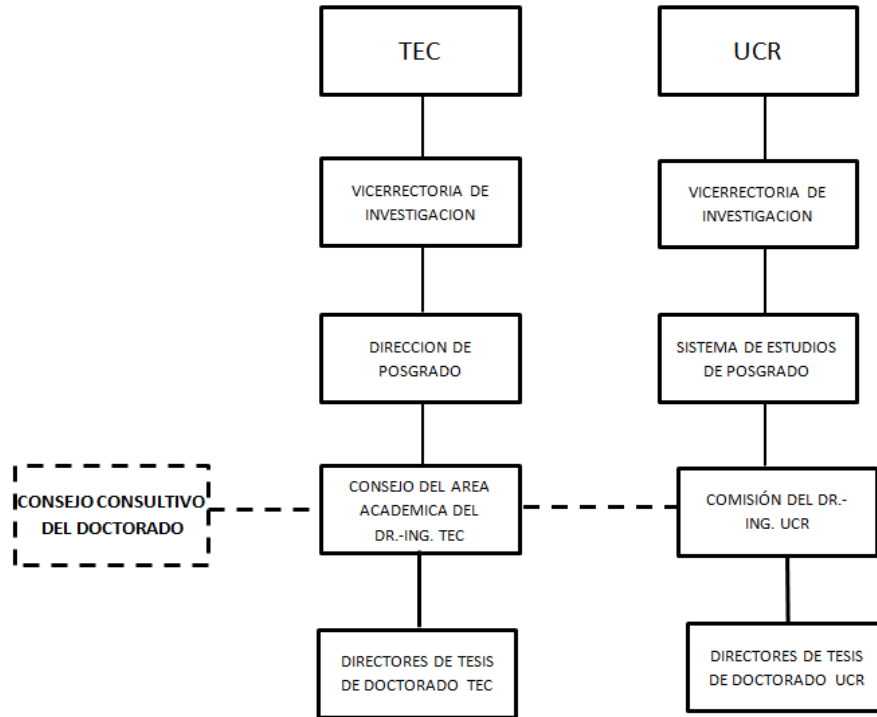 TEC
UCR
VICERRECTORIA DE
INVESTIGACION
VICERRECTORIA DE
INVESTIGACION
DIRECCION DE
POSGRADO
SISTEMA DE ESTUDIOS
DE POSGRADO
CONSEJO CONSULTIVO
DEL DOCTORADO
CONSEJO DEL AREA
ACADEMICA DEL
DR.-ING. TEC
COMISIÓN DEL DR.-
ING. UCR
DIRECTORES DE TESIS
DE DOCTORADO TEC
DIRECTORES DE TESIS
DE DOCTORADO UCR